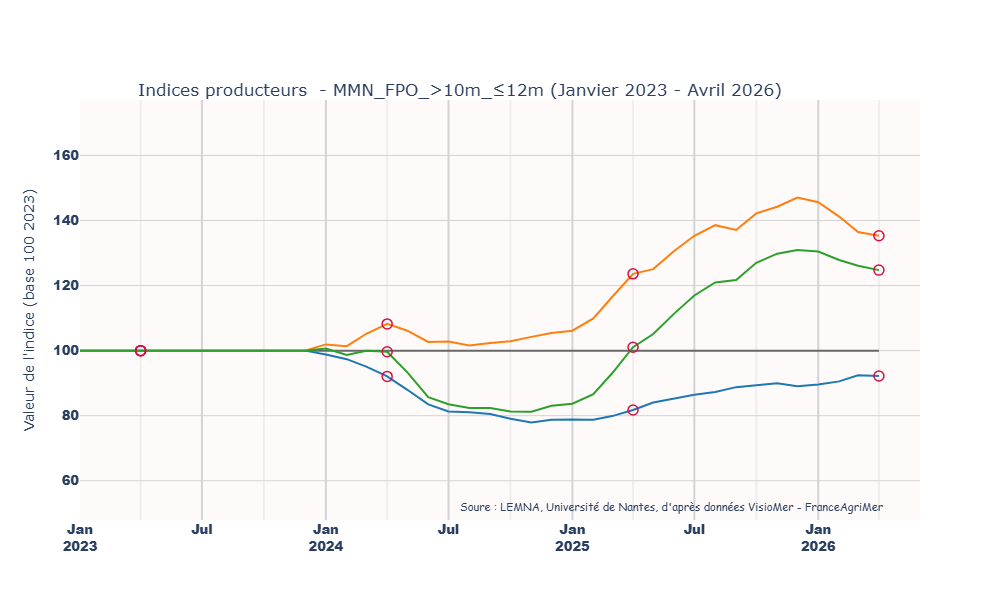 Indices producteurs  - MMN_FPO_>10m_≤12m (Janvier 2023 - Avril 2026)
Valeur de l'indice (base 100 2023)
160
140
120
100
80
60
Soure : LEMNA, Université de Nantes, d'après données VisioMer - FranceAgriMer
Jan Jul Jan Jul Jan Jul Jan
2023 2024 2025 2026